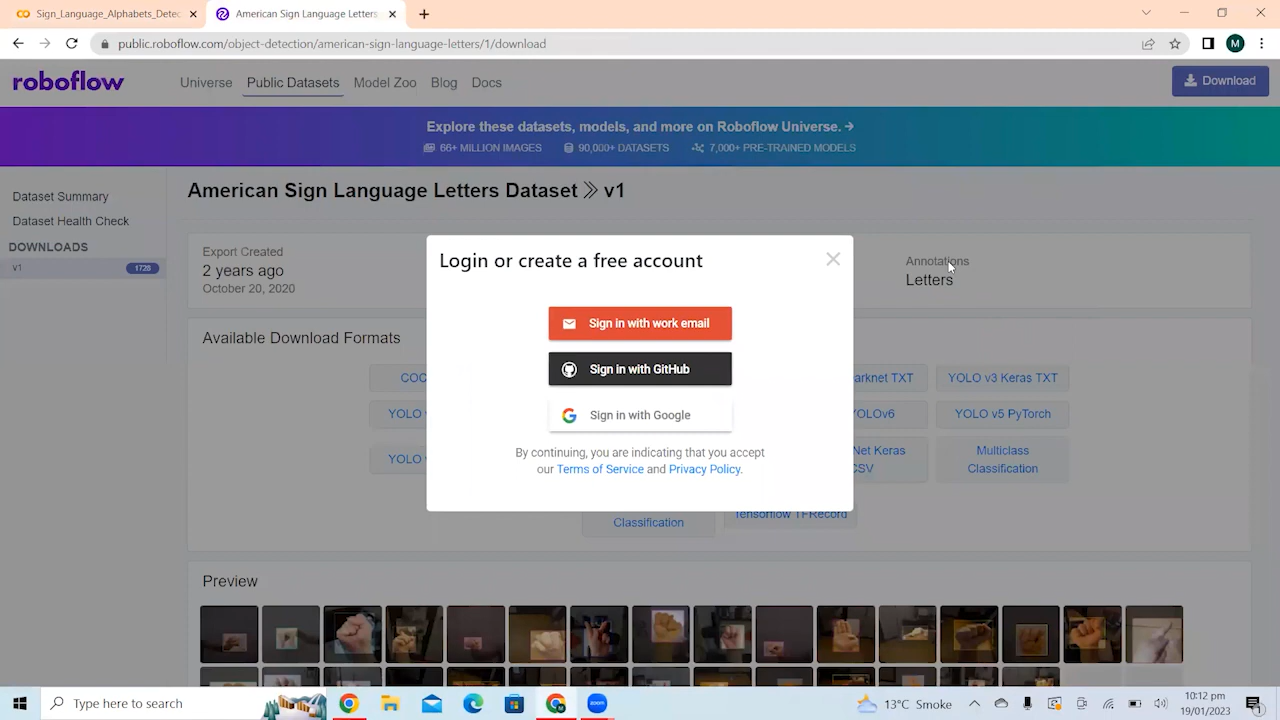 Sign_Language_Alphabets_Detec
American Sign Language Letters
public.roboflow.com/object-detection/american-sign-language-letters/1/download
M
roboflow
Universe
Public Datasets
Model Zoo
Blog
Docs
Download
Explore these datasets, models, and more on Roboflow Universe. →
66+ MILLION IMAGES
90,000+ DATASETS
7,000+ PRE-TRAINED MODELS
Dataset Summary
Dataset Health Check
DOWNLOADS
v1
1728
American Sign Language Letters Dataset » v1
Export Created
2 years ago
October 20, 2020
Annotations
Letters
Available Download Formats
COC
arknet TXT
YOLO v3 Keras TXT
YOLO
YOLOv6
YOLO v5 PyTorch
YOLO
Net Keras
CSV
Multiclass
Classification
Classification
Tensorflow TFRecord
Login or create a free account
Sign in with work email
Sign in with GitHub
Sign in with Google
By continuing, you are indicating that you accept
our Terms of Service and Privacy Policy.
Preview
Type here to search
zoom
13°C Smoke
10:12 pm
19/01/2023
1